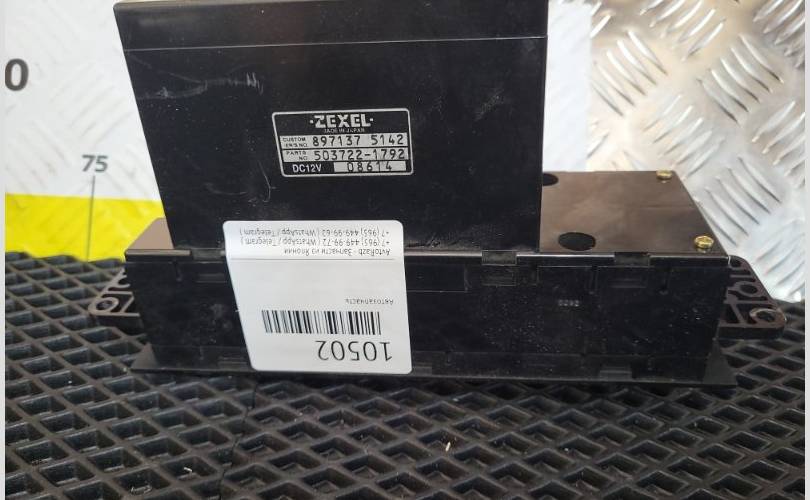 0
75
·ZEXEL·
MADE IN JAPAN
CUSTOM
ER'S NO 897137 5142
PARTS
NO 503722-1792
DC12V 08614
10502
Автозапчасть
AutoRazb - Запчасти из Японии
+7 (965) 449-99-72 ( WhatsApp / Telegram )
+7 (965) 449-99-62 ( WhatsApp / Telegram )